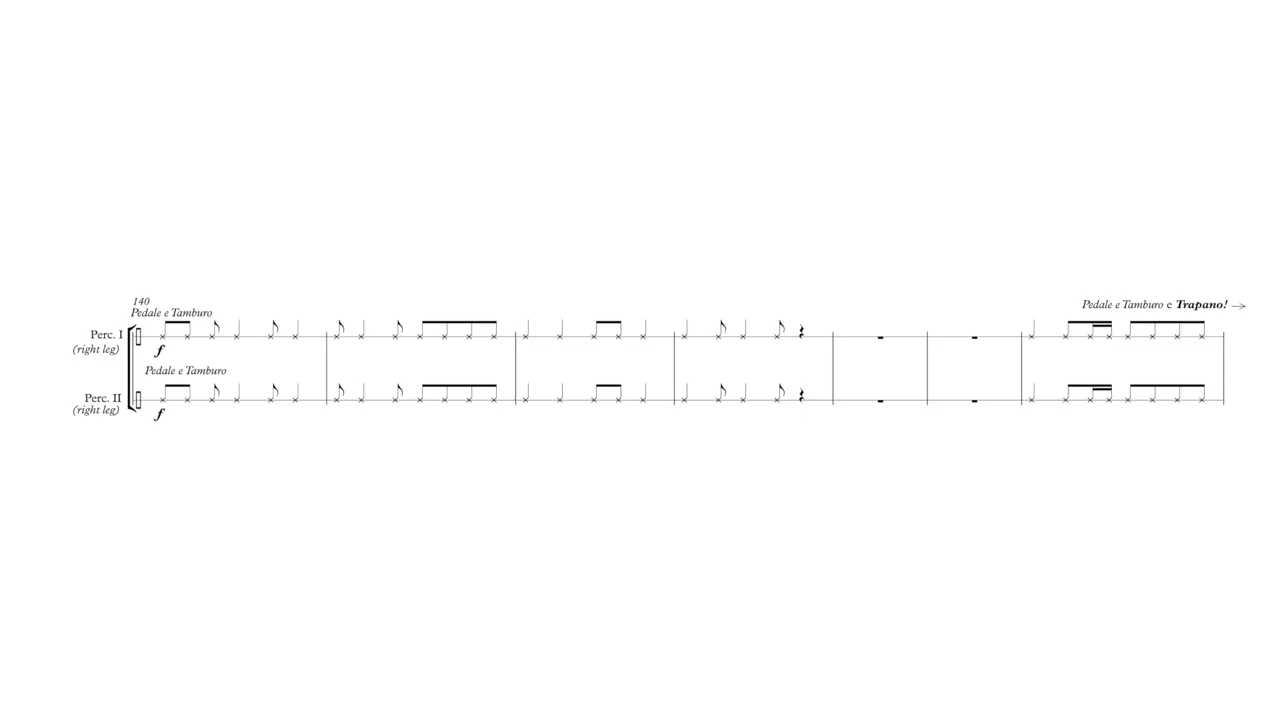 140
Pedale e Tamburo
Pedale e Tamburo e Trapano! →
Perc. I
(right leg)
f
Pedale e Tamburo
Perc. II
(right leg)
f